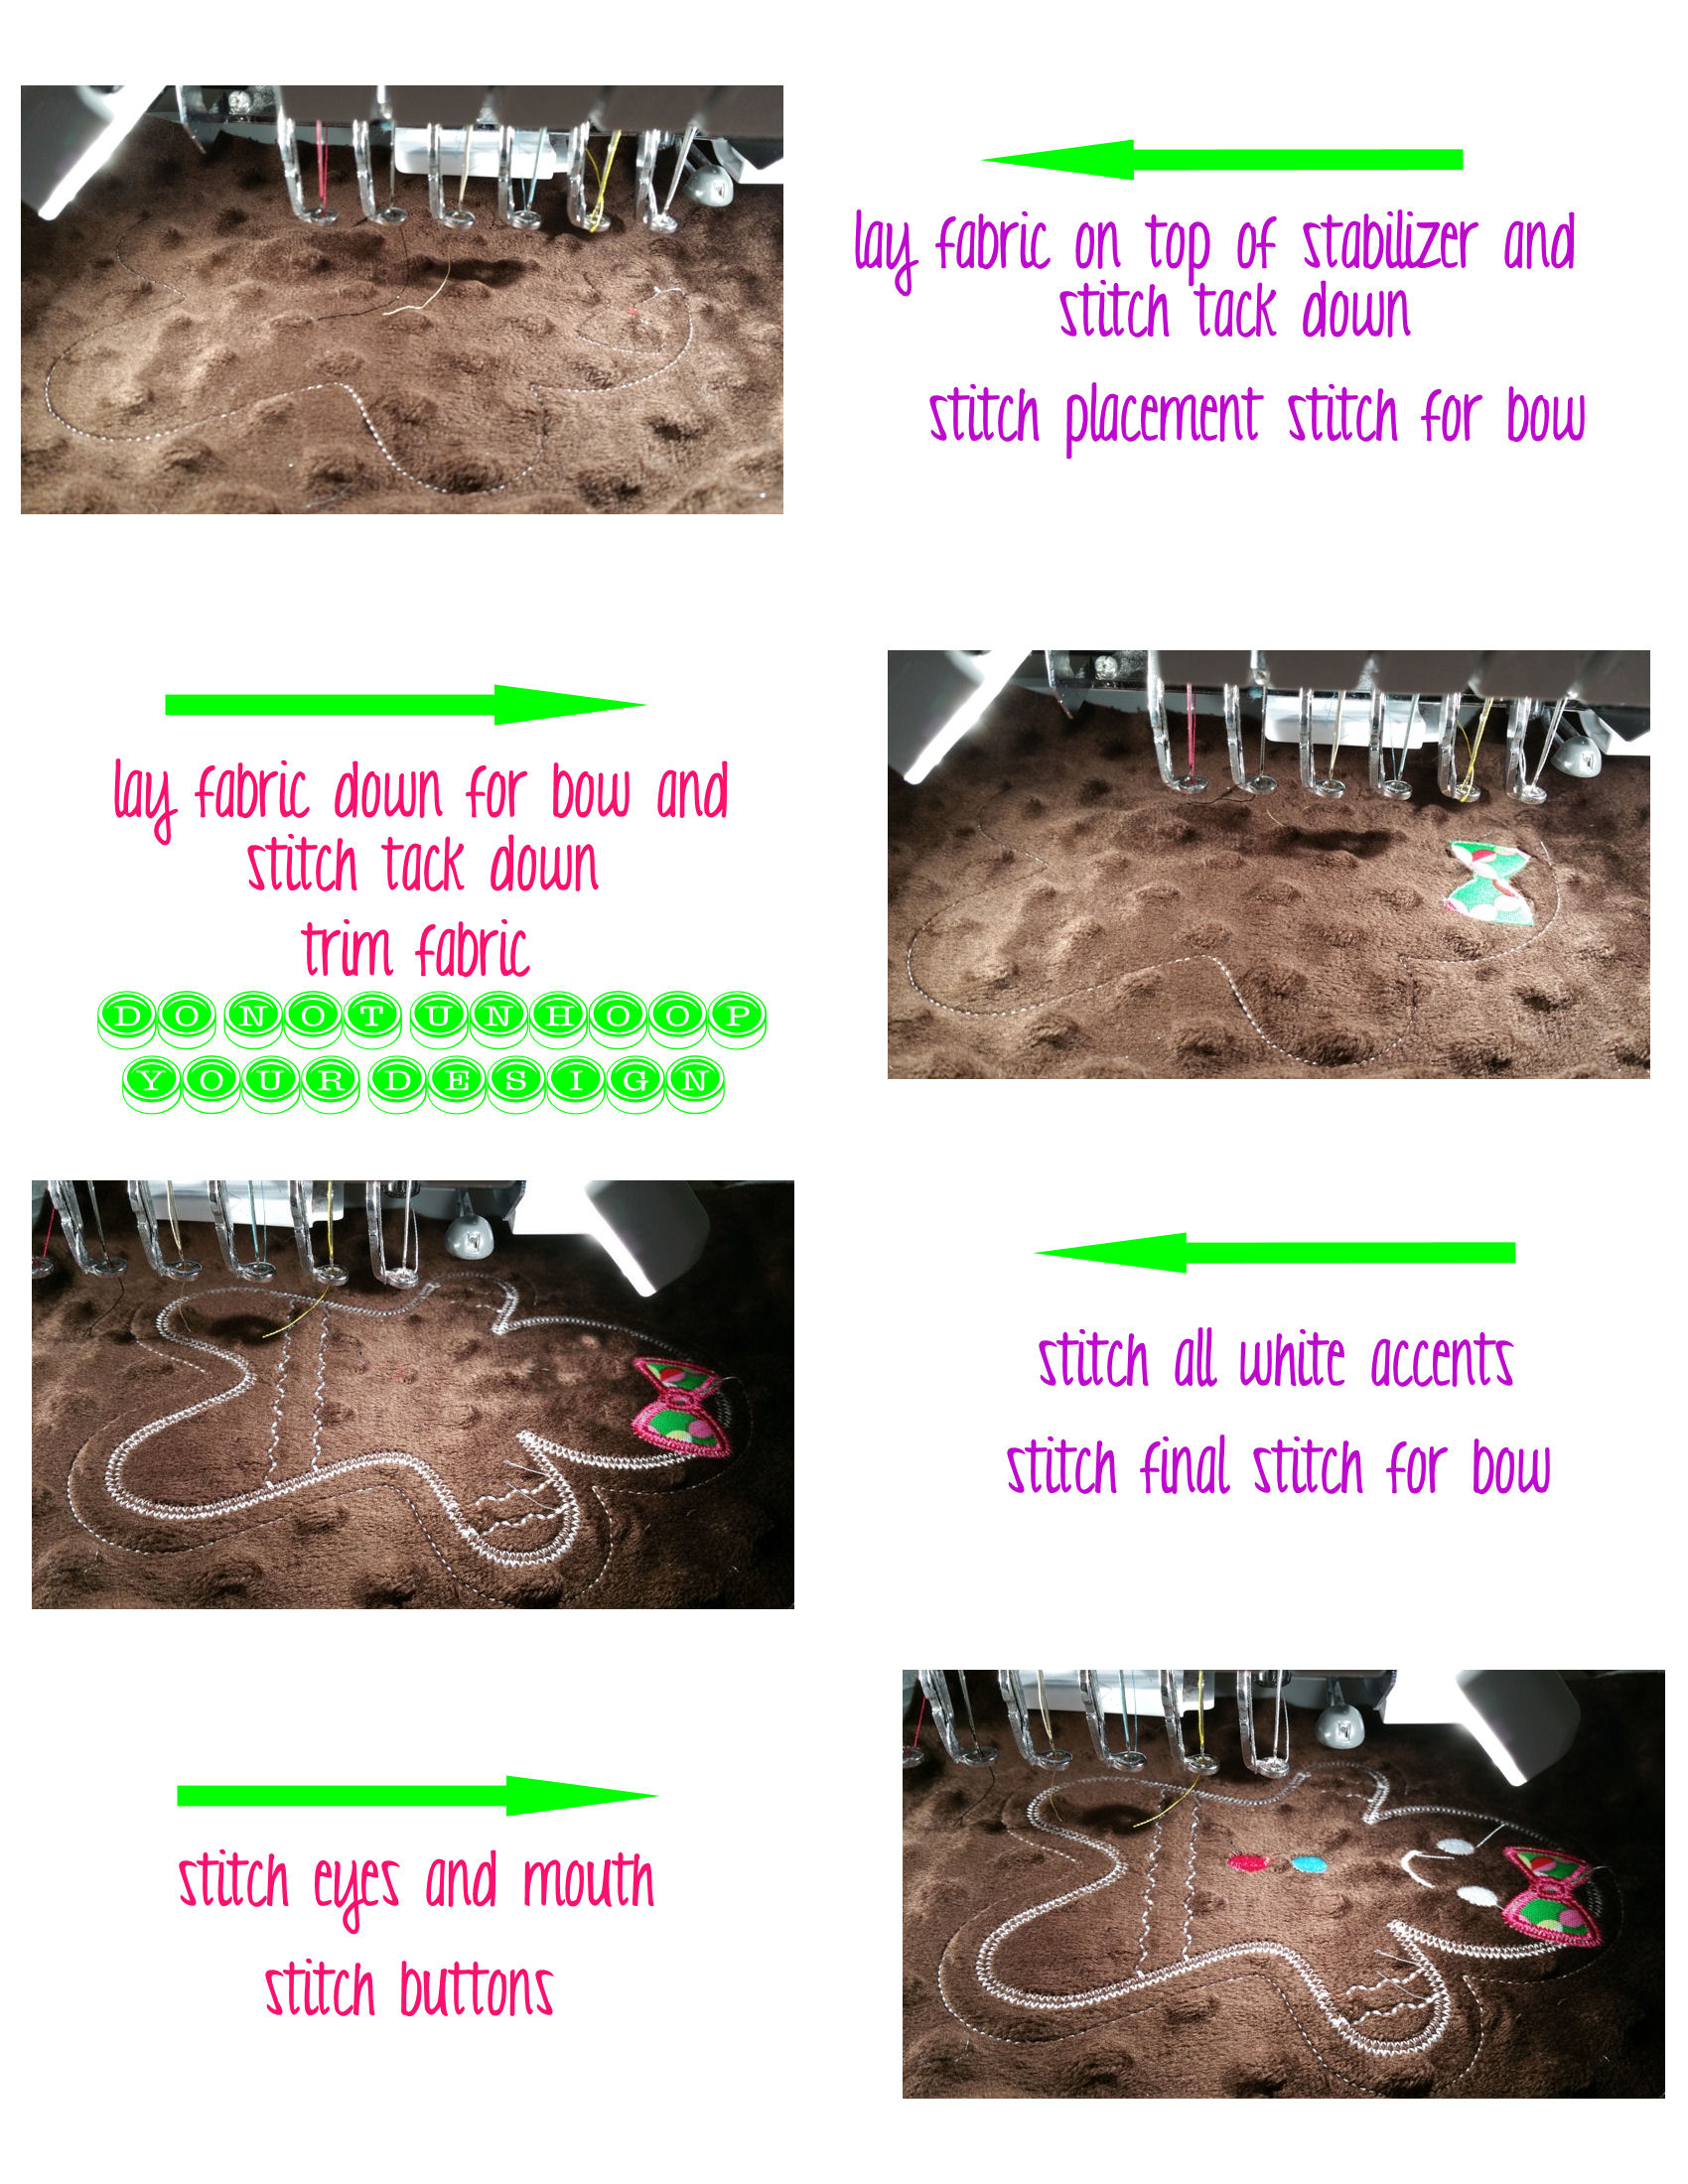 lay fabric on top of stabilizer and
stitch tack down
stitch placement stitch for bow
lay fabric down for bow and
stitch tack down
trim fabric
DO NOT UNHOOP
YOUR DESIGN
stitch all white accents
stitch final stitch for bow
stitch eyes and mouth
stitch buttons